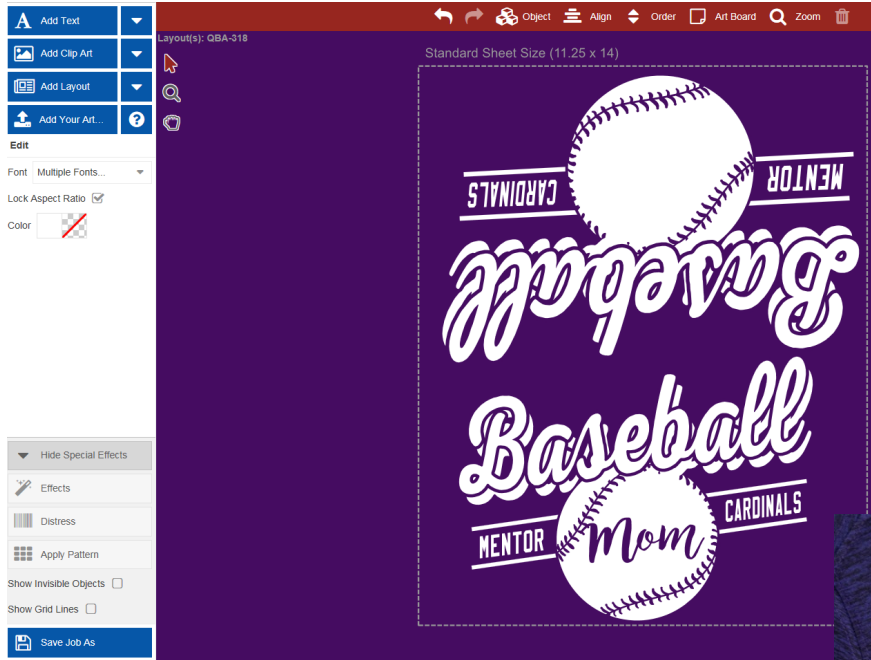 Add Text
Add Clip Art
Add Layout
Add Your Art...
?
Edit
Font Multiple Fonts...
Lock Aspect Ratio
Color
Hide Special Effects
Effects
Distress
Apply Pattern
Show Invisible Objects
Show Grid Lines
Save Job As
Object Align Order Art Board Zoom
Layout(s): QBA-318
Standard Sheet Size (11.25 x 14)
MENTOR CARDINALS
Baseball
Baseball
MENTOR Mom CARDINALS